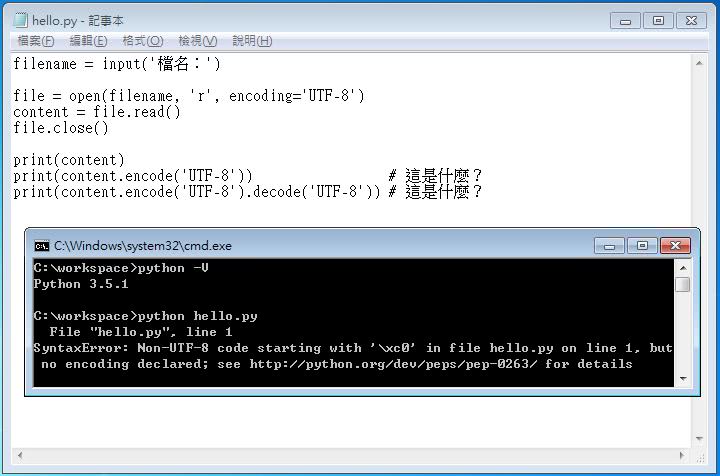 hello.py - 記事本
檔案(F) 編輯(E) 格式(O) 檢視(V) 說明(H)
filename = input('檔名：')
file = open(filename, 'r', encoding='UTF-8')
content = file.read()
file.close()
print(content)
print(content.encode('UTF-8')) # 這是什麼？
print(content.encode('UTF-8').decode('UTF-8')) # 這是什麼？
C:\Windows\system32\cmd.exe
C:\workspace>python -V
Python 3.5.1
C:\workspace>python hello.py
File "hello.py", line 1
SyntaxError: Non-UTF-8 code starting with '\xc0' in file hello.py on line 1, but
no encoding declared; see http://python.org/dev/peps/pep-0263/ for details